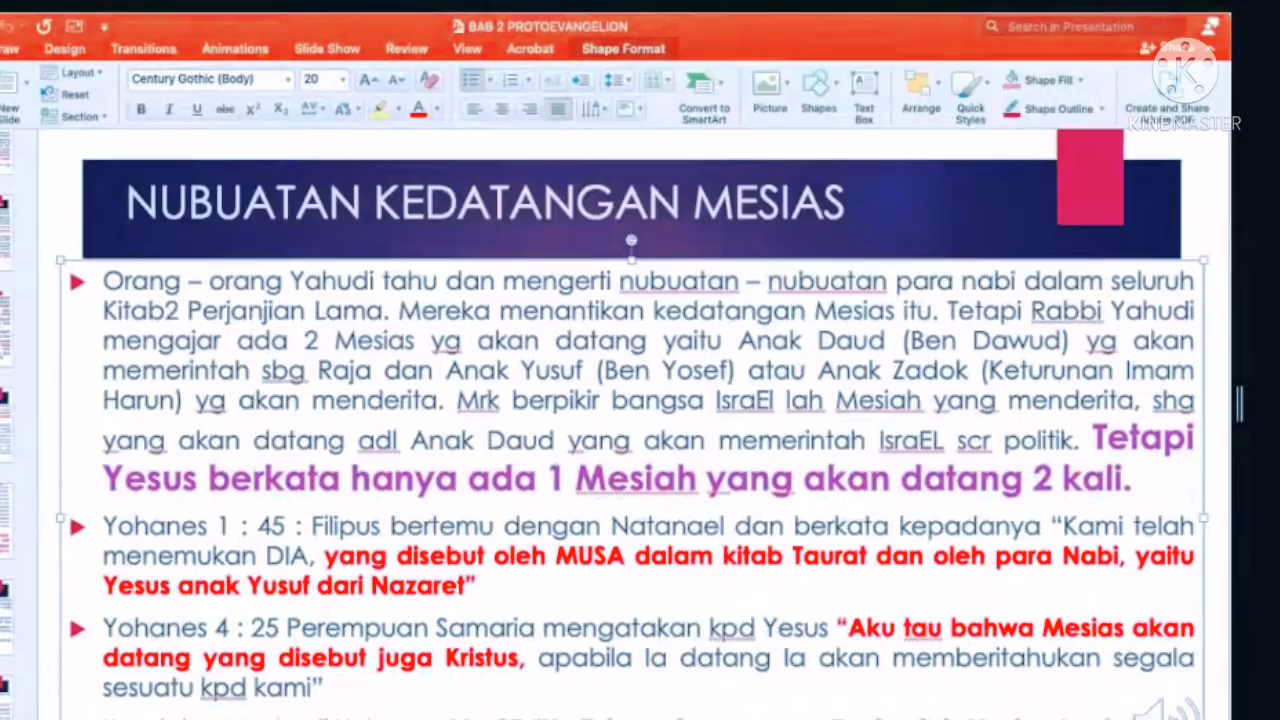 BAB 2 PROTOEVANGELION
Search in Presentation
Design Transitions Animations Slide Show Review View Acrobat Shape Format
Share
Layout
Reset
Section
Century Gothic (Body) 20
B I U abc X² X₂
Convert to
SmartArt
Picture
Shapes
Text
Box
Arrange
Quick
Styles
Shape Fill
Shape Outline
Create and Share
KINEMASTER
NUBUATAN KEDATANGAN MESIAS
Orang – orang Yahudi tahu dan mengerti nubuatan – nubuatan para nabi dalam seluruh
Kitab2 Perjanjian Lama. Mereka menantikan kedatangan Mesias itu. Tetapi Rabbi Yahudi
mengajar ada 2 Mesias yg akan datang yaitu Anak Daud (Ben Dawud) yg akan
memerintah sbg Raja dan Anak Yusuf (Ben Yosef) atau Anak Zadok (Keturunan Imam
Harun) yg akan menderita. Mrk berpikir bangsa IsraEl lah Mesiah yang menderita, shg
yang akan datang adl Anak Daud yang akan memerintah IsraEL scr politik. Tetapi
Yesus berkata hanya ada 1 Mesiah yang akan datang 2 kali.
Yohanes 1 : 45 : Filipus bertemu dengan Natanael dan berkata kepadanya “Kami telah
menemukan DIA, yang disebut oleh MUSA dalam kitab Taurat dan oleh para Nabi, yaitu
Yesus anak Yusuf dari Nazaret”
Yohanes 4 : 25 Perempuan Samaria mengatakan kpd Yesus “Aku tau bahwa Mesias akan
datang yang disebut juga Kristus, apabila Ia datang Ia akan memberitahukan segala
sesuatu kpd kami”